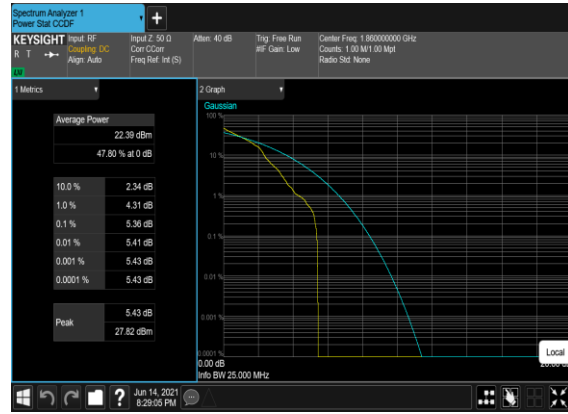 Spectrum Analyzer 1
Power Stat CCDF
+
KEYSIGHT
R T
LXI
Input: RF
Coupling: DC
Align: Auto
Input Z: 50 Ω
Corr CCorr
Freq Ref: Int (S)
Atten: 40 dB
Trig: Free Run
#IF Gain: Low
Center Freq: 1.860000000 GHz
Counts: 1.00 M/1.00 Mpt
Radio Std: None
1 Metrics
Average Power
22.39 dBm
47.80 % at 0 dB
10.0 % 2.34 dB
1.0 % 4.31 dB
0.1 % 5.36 dB
0.01 % 5.41 dB
0.001 % 5.43 dB
0.0001 % 5.43 dB
Peak
5.43 dB
27.82 dBm
2 Graph
Gaussian
100 %
10 %
1 %
0.1 %
0.01 %
0.001 %
0.0001 %
0.00 dB
Info BW 25.000 MHz
Local
?
Jun 14, 2021
8:29:05 PM